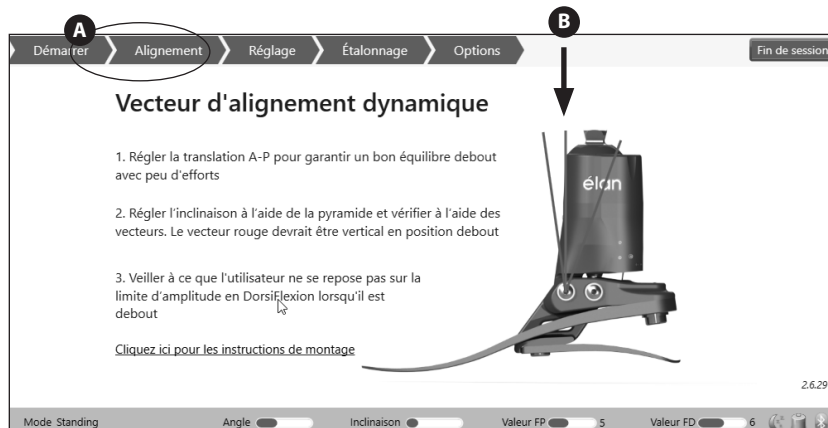 A
B
Démarrer Alignement Réglage Étalonnage Options Fin de session
Vecteur d'alignement dynamique
1. Régler la translation A-P pour garantir un bon équilibre debout
avec peu d'efforts
2. Régler l'inclinaison à l'aide de la pyramide et vérifier à l'aide des
vecteurs. Le vecteur rouge devrait être vertical en position debout
3. Veiller à ce que l'utilisateur ne se repose pas sur la
limite d'amplitude en DorsiFlexion lorsqu'il est
debout
Cliquez ici pour les instructions de montage
élan
2.6.29
Mode Standing Angle Inclinaison Valeur FP 5 Valeur FD 6